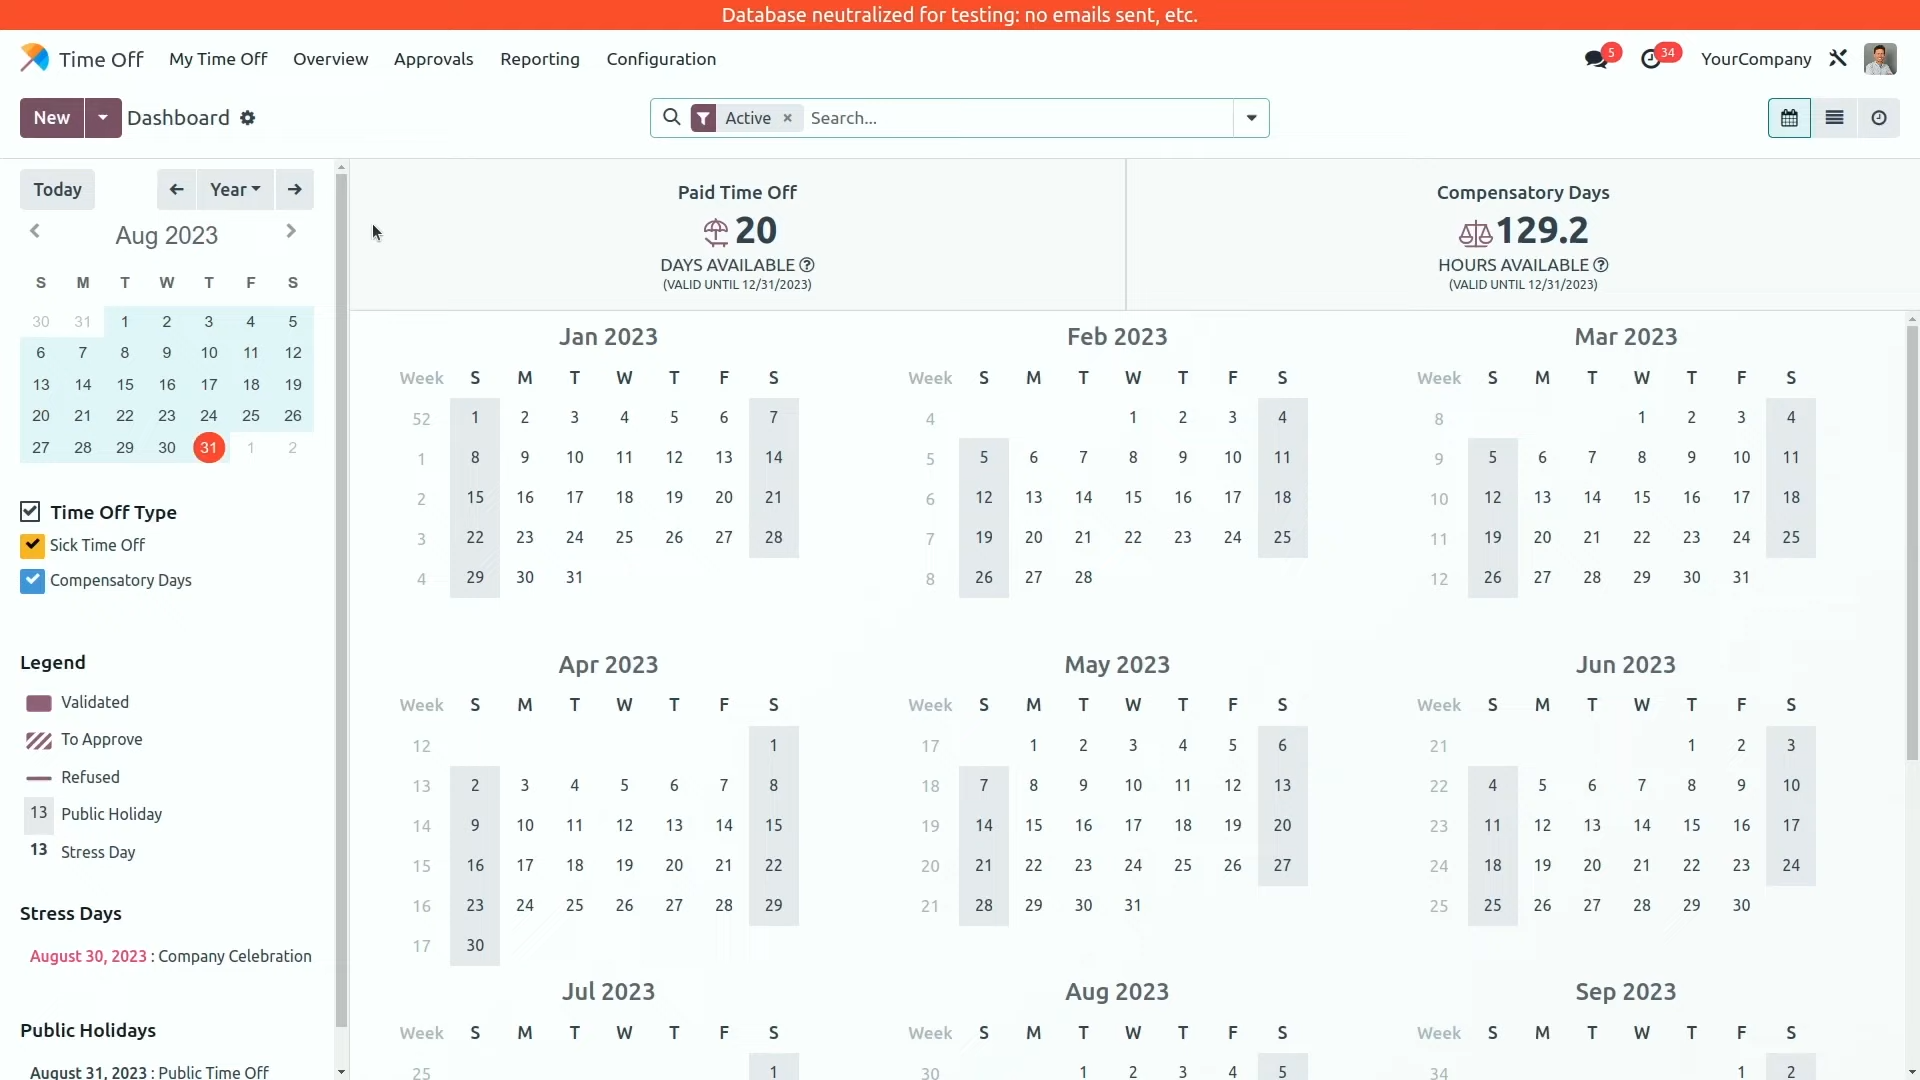 Database neutralized for testing: no emails sent, etc.
Time Off My Time Off Overview Approvals Reporting Configuration 5 34 YourCompany
New Dashboard Active × Search...
Today Year
Aug 2023
S M T W T F S
30 31 1 2 3 4 5
6 7 8 9 10 11 12
13 14 15 16 17 18 19
20 21 22 23 24 25 26
27 28 29 30 31 1 2
Time Off Type
Sick Time Off
Compensatory Days
Legend
Validated
To Approve
Refused
13 Public Holiday
13 Stress Day
Stress Days
August 30, 2023 : Company Celebration
Public Holidays
August 31, 2023 : Public Time Off
Paid Time Off
20
DAYS AVAILABLE ?
(VALID UNTIL 12/31/2023)
Compensatory Days
129.2
HOURS AVAILABLE ?
(VALID UNTIL 12/31/2023)
Jan 2023
Week S M T W T F S
52 1 2 3 4 5 6 7
1 8 9 10 11 12 13 14
2 15 16 17 18 19 20 21
3 22 23 24 25 26 27 28
4 29 30 31
Feb 2023
Week S M T W T F S
4 1 2 3 4
5 5 6 7 8 9 10 11
6 12 13 14 15 16 17 18
7 19 20 21 22 23 24 25
8 26 27 28
Mar 2023
Week S M T W T F S
8 1 2 3 4
9 5 6 7 8 9 10 11
10 12 13 14 15 16 17 18
11 19 20 21 22 23 24 25
12 26 27 28 29 30 31
Apr 2023
Week S M T W T F S
12 1
13 2 3 4 5 6 7 8
14 9 10 11 12 13 14 15
15 16 17 18 19 20 21 22
16 23 24 25 26 27 28 29
17 30
May 2023
Week S M T W T F S
17 1 2 3 4 5 6
18 7 8 9 10 11 12 13
19 14 15 16 17 18 19 20
20 21 22 23 24 25 26 27
21 28 29 30 31
Jun 2023
Week S M T W T F S
21 1 2 3
22 4 5 6 7 8 9 10
23 11 12 13 14 15 16 17
24 18 19 20 21 22 23 24
25 25 26 27 28 29 30
Jul 2023
Week S M T W T F S
25 1
Aug 2023
Week S M T W T F S
30 1 2 3 4 5
Sep 2023
Week S M T W T F S
34 1 2